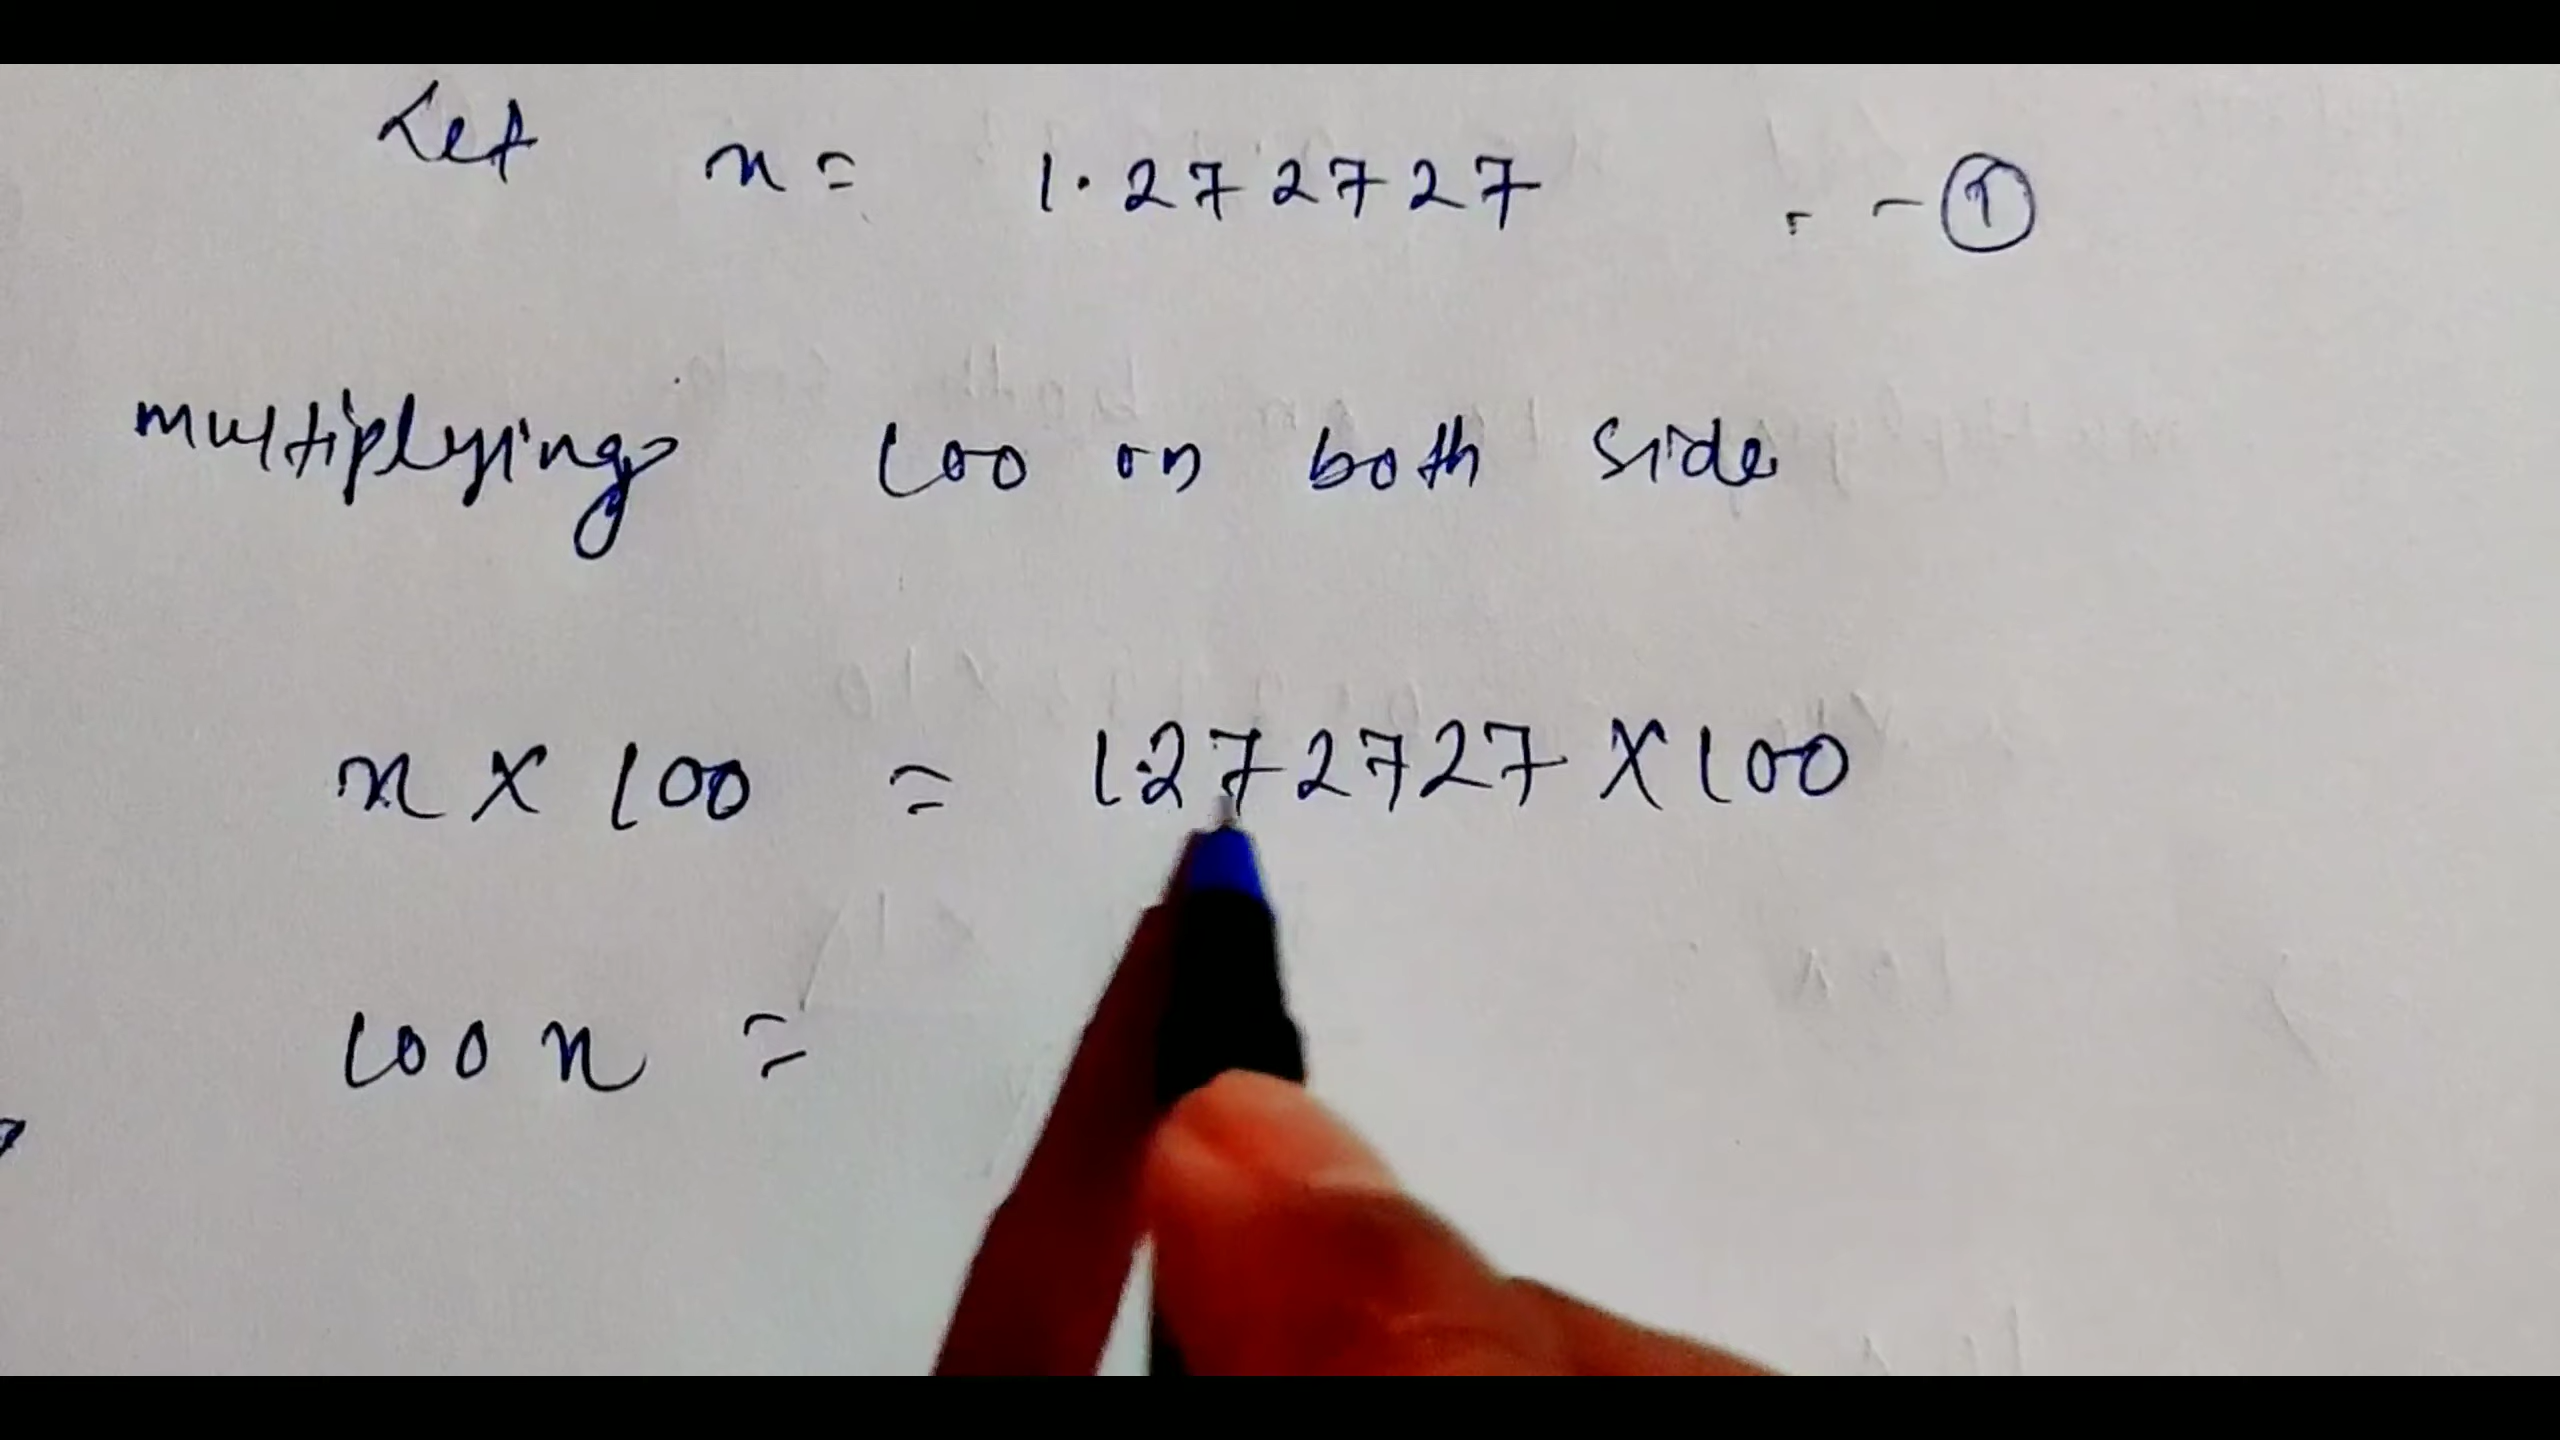 Let x = 1.272727 . - ①
multiplying 100 on both side
x × 100 = 1.272727 × 100
100 x =